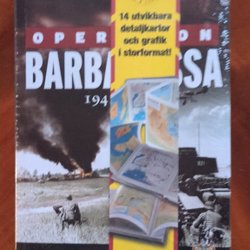 14 utvikbara
detaljkartor
och grafik
i storformat!
OPER ON
BARBA SSA
194